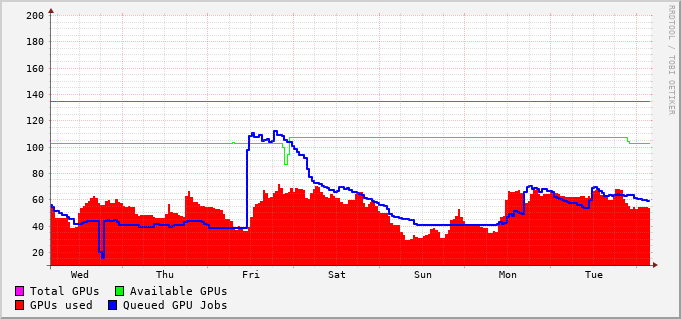 200
180
160
140
120
100
80
60
40
20
Wed Thu Fri Sat Sun Mon Tue
Total GPUs Available GPUs
GPUs used Queued GPU Jobs
RRDTOOL / TOBI OETIKER